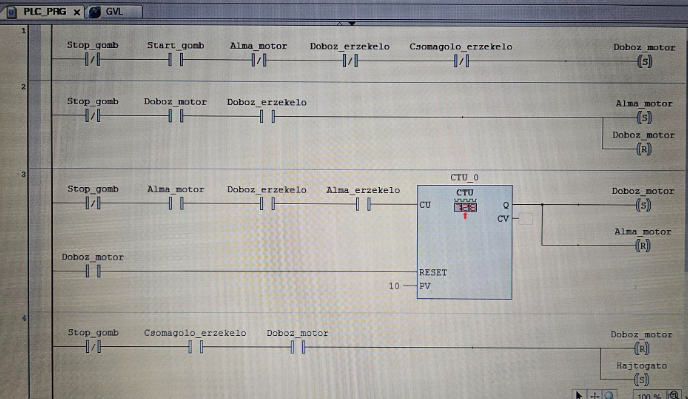 PLC_PRG x GVL
1
Stop_gomb Start_gomb Alma_motor Doboz_erzekelo Csomagolo_erzekelo Doboz_motor
S
2
Stop_gomb Doboz_motor Doboz_erzekelo Alma_motor
S
Doboz_motor
R
3
CTU_0
Stop_gomb Alma_motor Doboz_erzekelo Alma_erzekelo CTU Doboz_motor
CU Q S
CV
Alma_motor
R
Doboz_motor
RESET
10 PV
4
Stop_gomb Csomagolo_erzekelo Doboz_motor Doboz_motor
R
Hajtogato
S
100 %